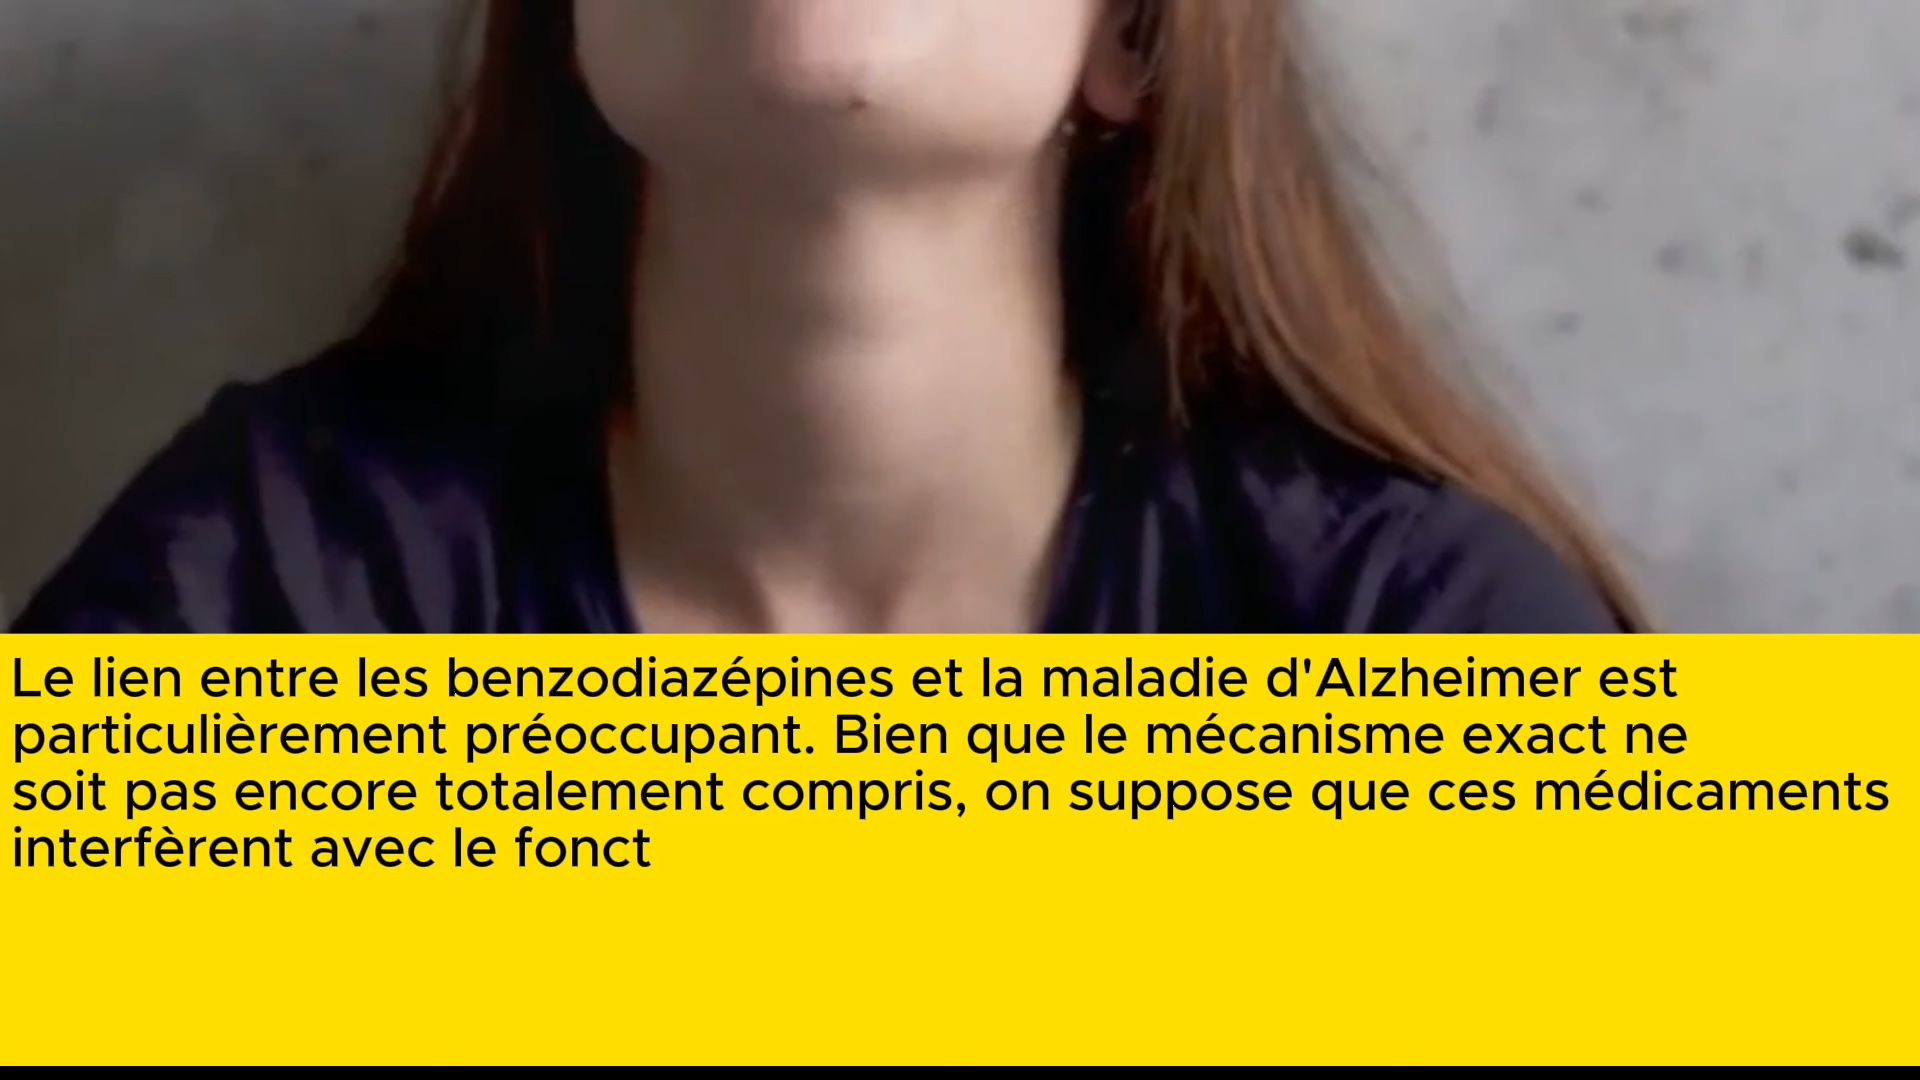 Le lien entre les benzodiazépines et la maladie d'Alzheimer est
particulièrement préoccupant. Bien que le mécanisme exact ne
soit pas encore totalement compris, on suppose que ces médicaments
interfèrent avec le fonct